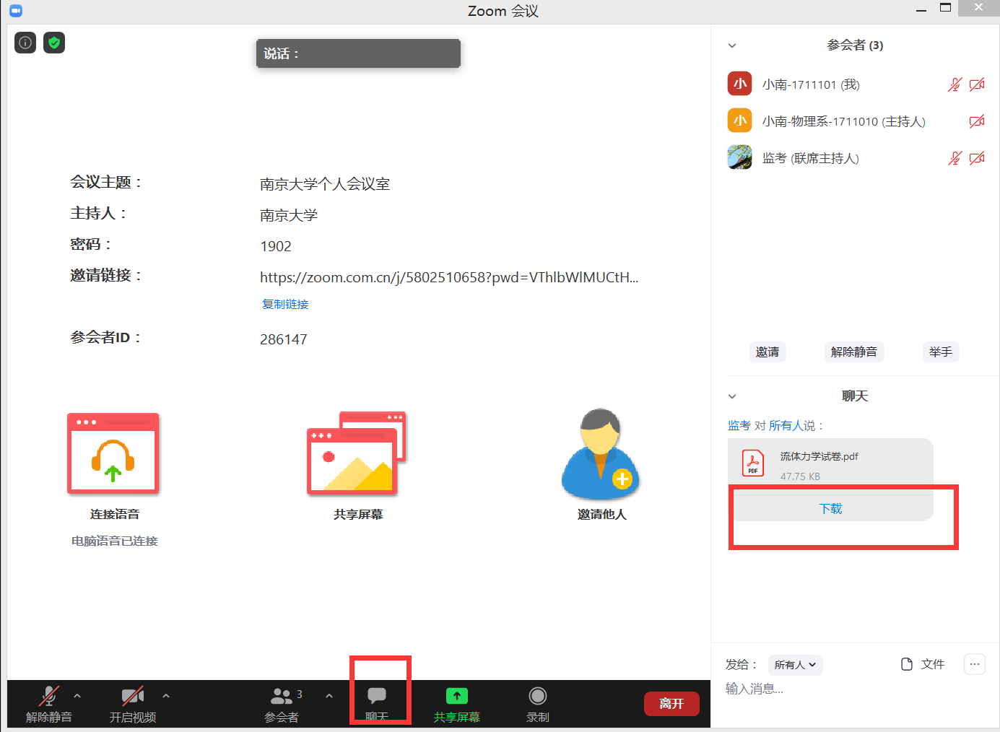 Zoom 会议
说话：
会议主题：
南京大学个人会议室
主持人：
南京大学
密码：
1902
邀请链接：
https://zoom.com.cn/j/5802510658?pwd=VThlbWlMUCtH...
复制链接
参会者ID：
286147
连接语音
电脑语音已连接
共享屏幕
邀请他人
解除静音
开启视频
3
参会者
聊天
共享屏幕
录制
离开
参会者 (3)
小 小南-1711101 (我)
小 小南-物理系-1711010 (主持人)
监考 (联席主持人)
邀请 解除静音 举手
聊天
监考 对 所有人说：
流体力学试卷.pdf
PDF
47.75 KB
下载
发给： 所有人 文件
输入消息...